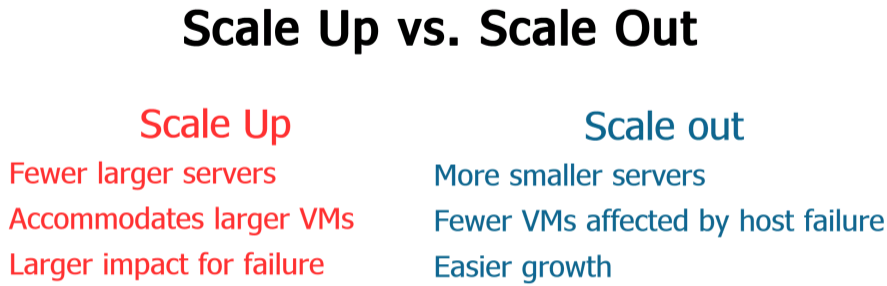 Scale Up vs. Scale Out
Scale Up
Fewer larger servers
Accommodates larger VMs
Larger impact for failure
Scale out
More smaller servers
Fewer VMs affected by host failure
Easier growth